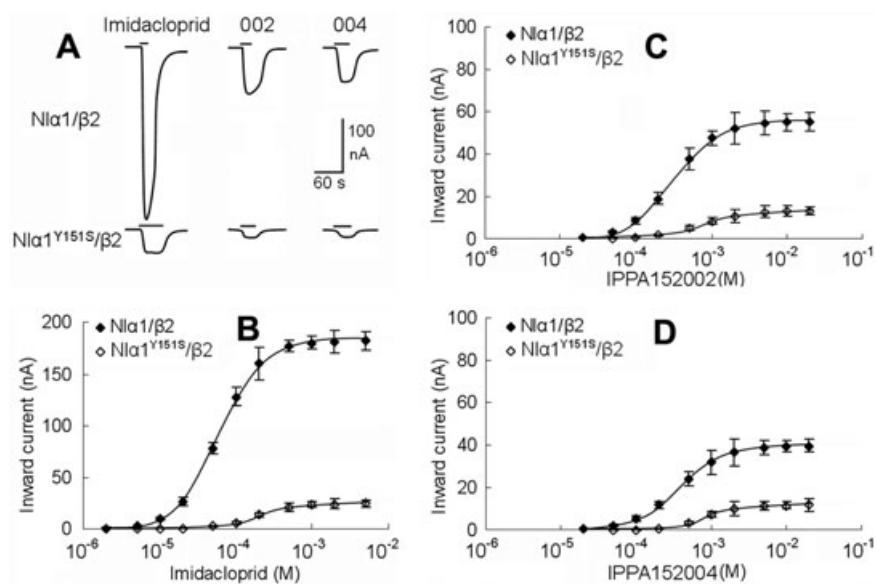 A
Imidacloprid 002 004
Nlα1/β2
100
nA
60 s
Nlα1Y151S/β2
B
Nlα1/β2
Nlα1Y151S/β2
Inward current (nA)
200
150
100
50
0
10-6 10-5 10-4 10-3 10-2
Imidacloprid (M)
C
Nlα1/β2
Nlα1Y151S/β2
Inward current (nA)
100
80
60
40
20
0
10-6 10-5 10-4 10-3 10-2 10-1
IPPA152002(M)
D
Nlα1/β2
Nlα1Y151S/β2
Inward current (nA)
100
80
60
40
20
0
10-6 10-5 10-4 10-3 10-2 10-1
IPPA152004(M)